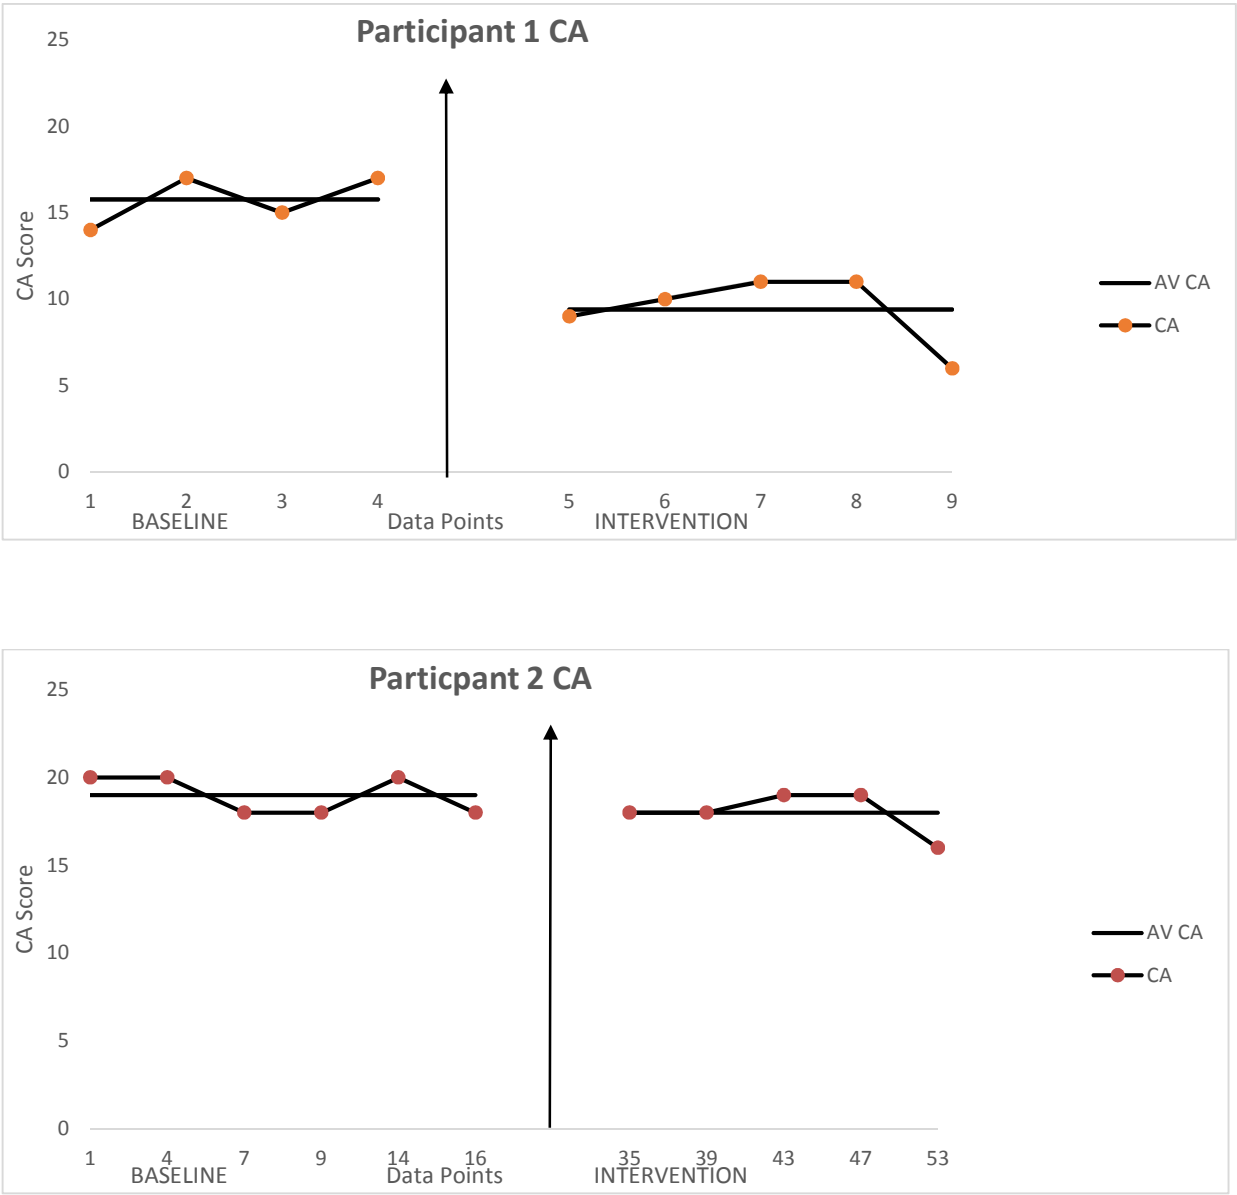 Participant 1 CA
25
20
15
10
5
0
CA Score
1 2 3 4 5 6 7 8 9
BASELINE Data Points INTERVENTION
AV CA
CA
Particpant 2 CA
25
20
15
10
5
0
CA Score
1 4 7 9 14 16 35 39 43 47 53
BASELINE Data Points INTERVENTION
AV CA
CA